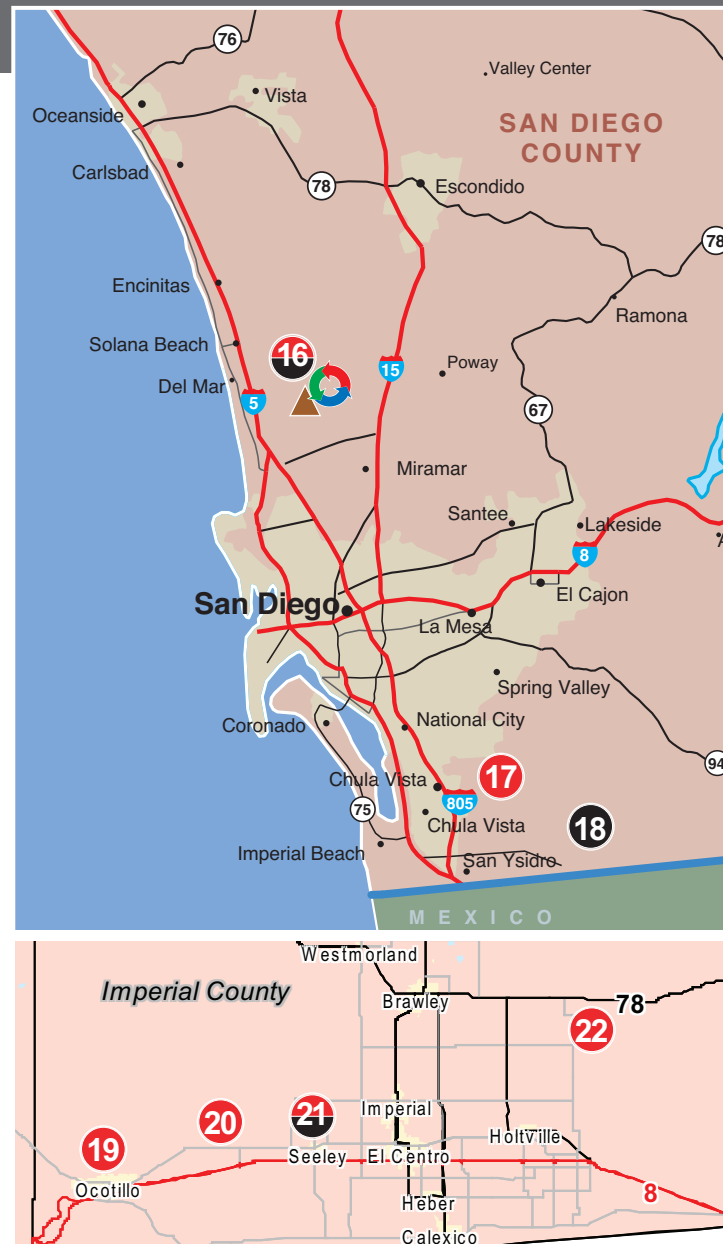 76
Valley Center
Vista
Oceanside
SAN DIEGO
COUNTY
Carlsbad
78
Escondido
78
Encinitas
Ramona
Solana Beach
16
15
Poway
Del Mar
5
67
Miramar
Santee
Lakeside
A
8
San Diego
El Cajon
La Mesa
Spring Valley
Coronado
National City
94
Chula Vista
17
805
75
Chula Vista
18
Imperial Beach
San Ysidro
MEXICO
Westmorland
Imperial County
Brawley
78
22
Imperial
21
20
Holtville
19
Seeley
El Centro
Ocotillo
8
Heber
Calexico